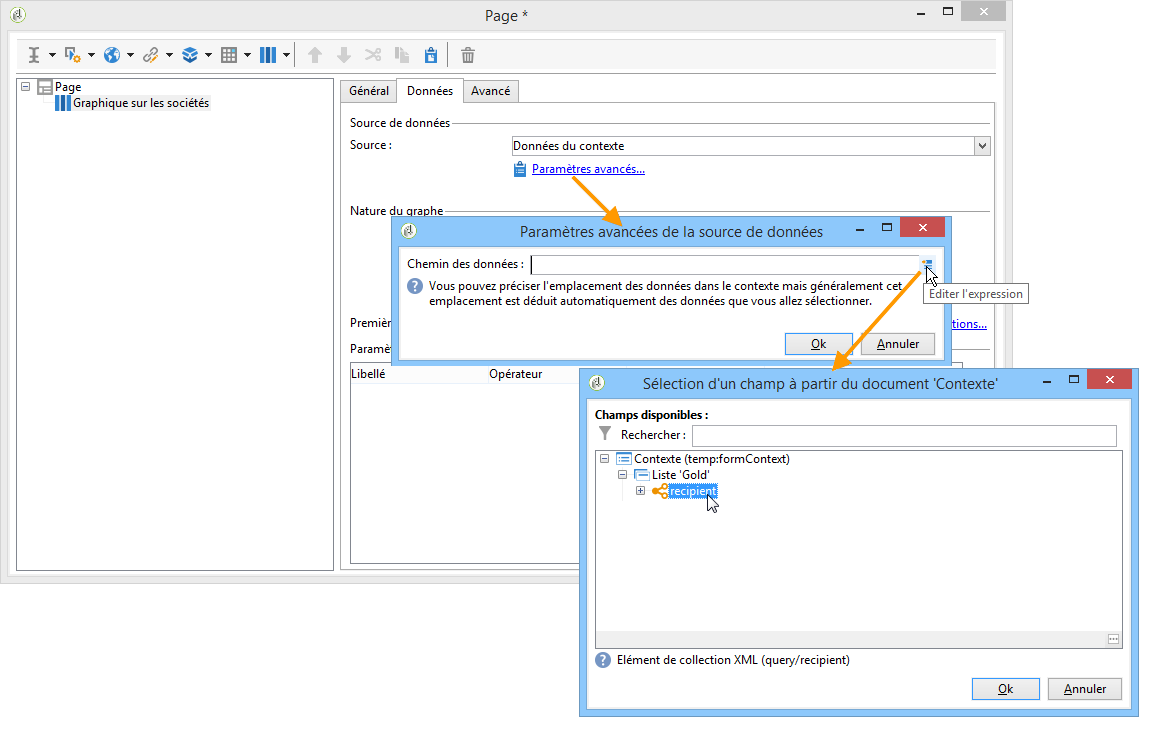 Page *
Page
Graphique sur les sociétés
Général
Données
Avancé
Source de données
Source :
Données du contexte
Paramètres avancés...
Nature du graphe
Paramètres avancées de la source de données
Chemin des données :
Vous pouvez préciser l'emplacement des données dans le contexte mais généralement cet
emplacement est déduit automatiquement des données que vous allez sélectionner.
Editer l'expression
Premièr
tions...
Ok
Annuler
Paramè
Libellé
Opérateur
Sélection d'un champ à partir du document 'Contexte'
Champs disponibles :
Rechercher :
Contexte (temp:formContext)
Liste 'Gold'
recipient
Elément de collection XML (query/recipient)
Ok
Annuler